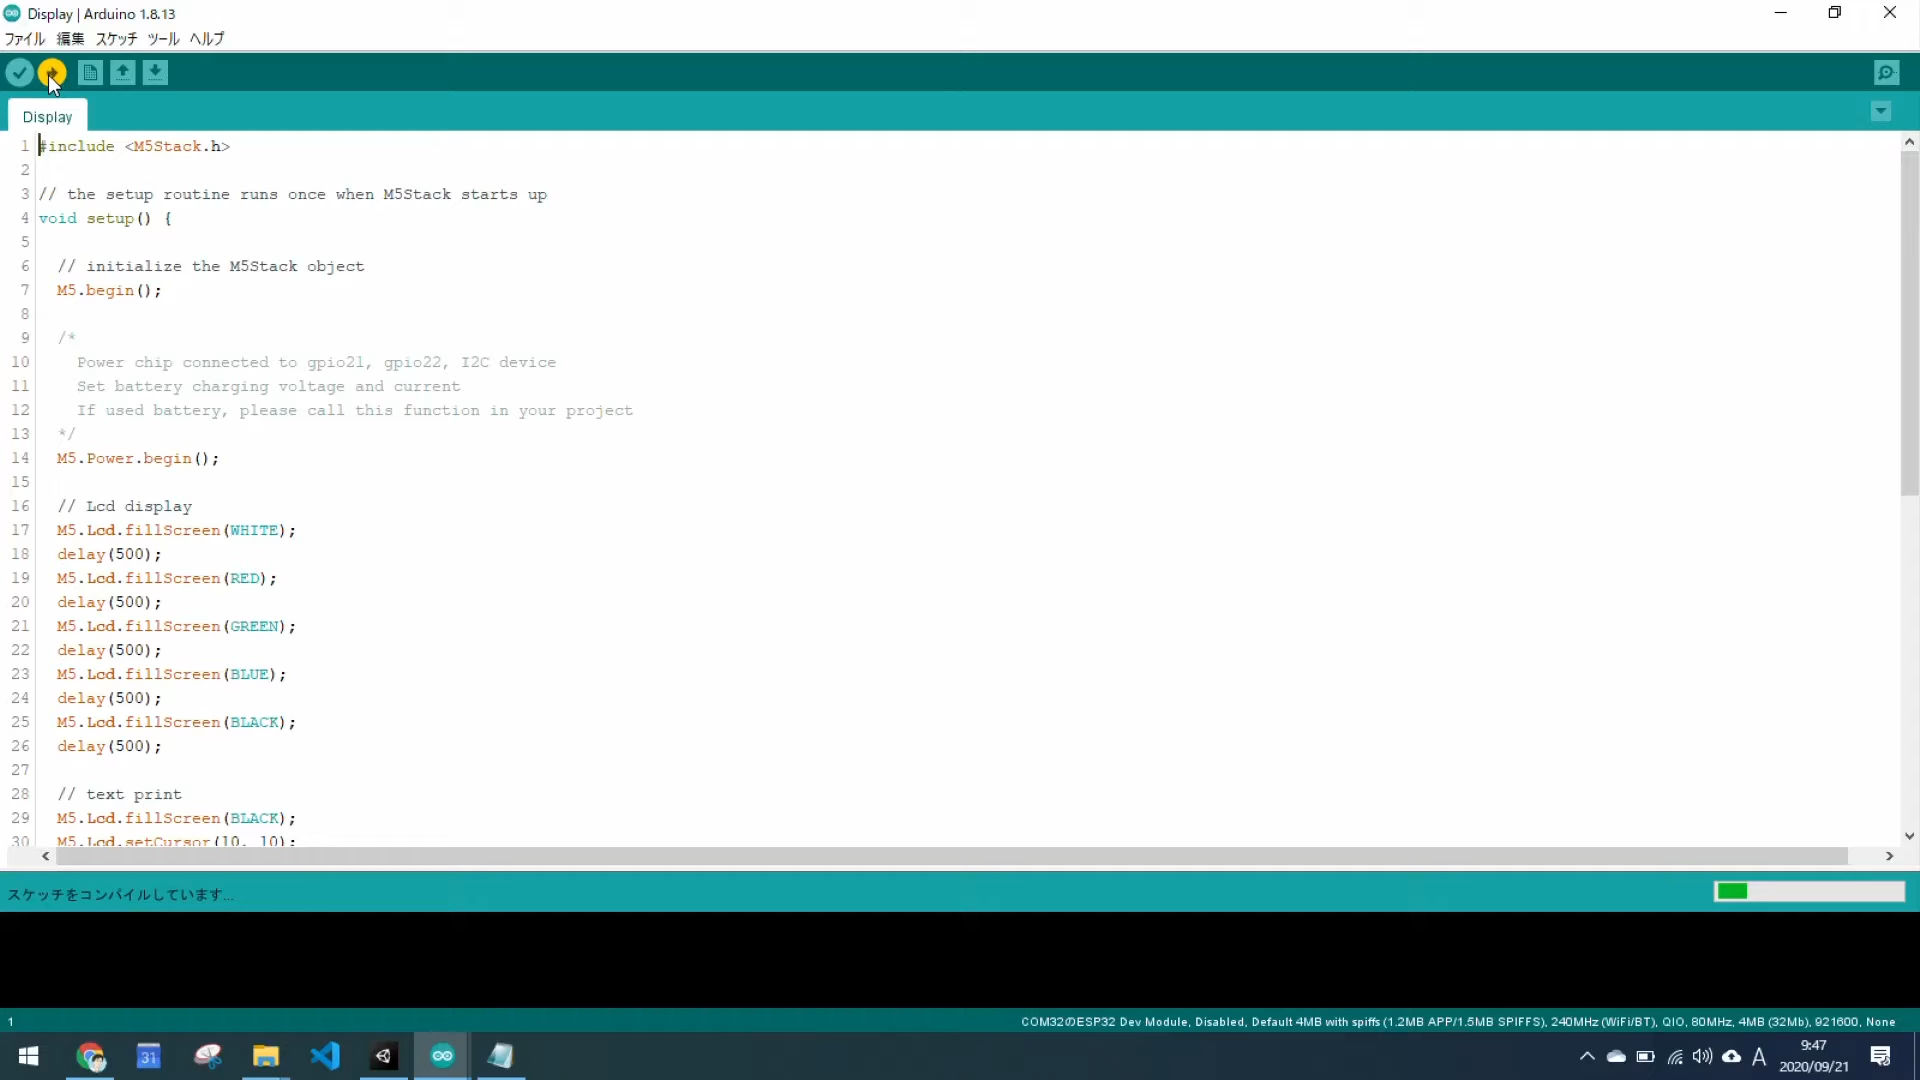 Display | Arduino 1.8.13
ファイル 編集 スケッチ ツール ヘルプ
Display
1 #include <M5Stack.h>
2
3 // the setup routine runs once when M5Stack starts up
4 void setup() {
5
6 // initialize the M5Stack object
7 M5.begin();
8
9 /*
10 Power chip connected to gpio21, gpio22, I2C device
11 Set battery charging voltage and current
12 If used battery, please call this function in your project
13 */
14 M5.Power.begin();
15
16 // Lcd display
17 M5.Lcd.fillScreen(WHITE);
18 delay(500);
19 M5.Lcd.fillScreen(RED);
20 delay(500);
21 M5.Lcd.fillScreen(GREEN);
22 delay(500);
23 M5.Lcd.fillScreen(BLUE);
24 delay(500);
25 M5.Lcd.fillScreen(BLACK);
26 delay(500);
27
28 // text print
29 M5.Lcd.fillScreen(BLACK);
30 M5.Lcd.setCursor(10, 10);
スケッチをコンパイルしています...
1 COM32のESP32 Dev Module, Disabled, Default 4MB with spiffs (1.2MB APP/1.5MB SPIFFS), 240MHz (WiFi/BT), QIO, 80MHz, 4MB (32Mb), 921600, None
31
A
9:47
2020/09/21